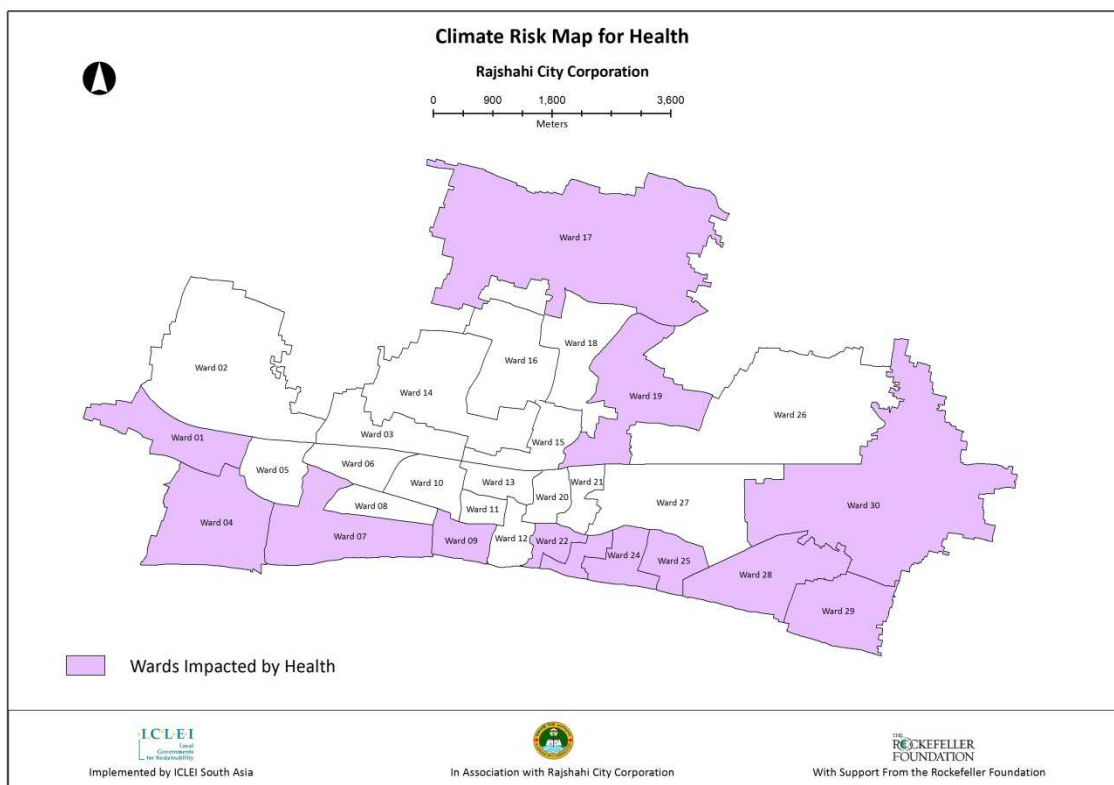 Climate Risk Map for Health
Rajshahi City Corporation
0 900 1,800 3,600
Meters
Ward 17
Ward 18
Ward 16
Ward 02
Ward 14
Ward 19
Ward 26
Ward 03
Ward 01
Ward 15
Ward 05
Ward 06
Ward 10
Ward 13
Ward 21
Ward 20
Ward 27
Ward 30
Ward 08
Ward 11
Ward 04
Ward 07
Ward 09
Ward 12
Ward 22
Ward 24
Ward 25
Ward 28
Ward 29
Wards Impacted by Health
I·C·L·E·I
Local
Governments
for Sustainability
Implemented by ICLEI South Asia
In Association with Rajshahi City Corporation
THE
ROCKEFELLER
FOUNDATION
With Support From the Rockefeller Foundation